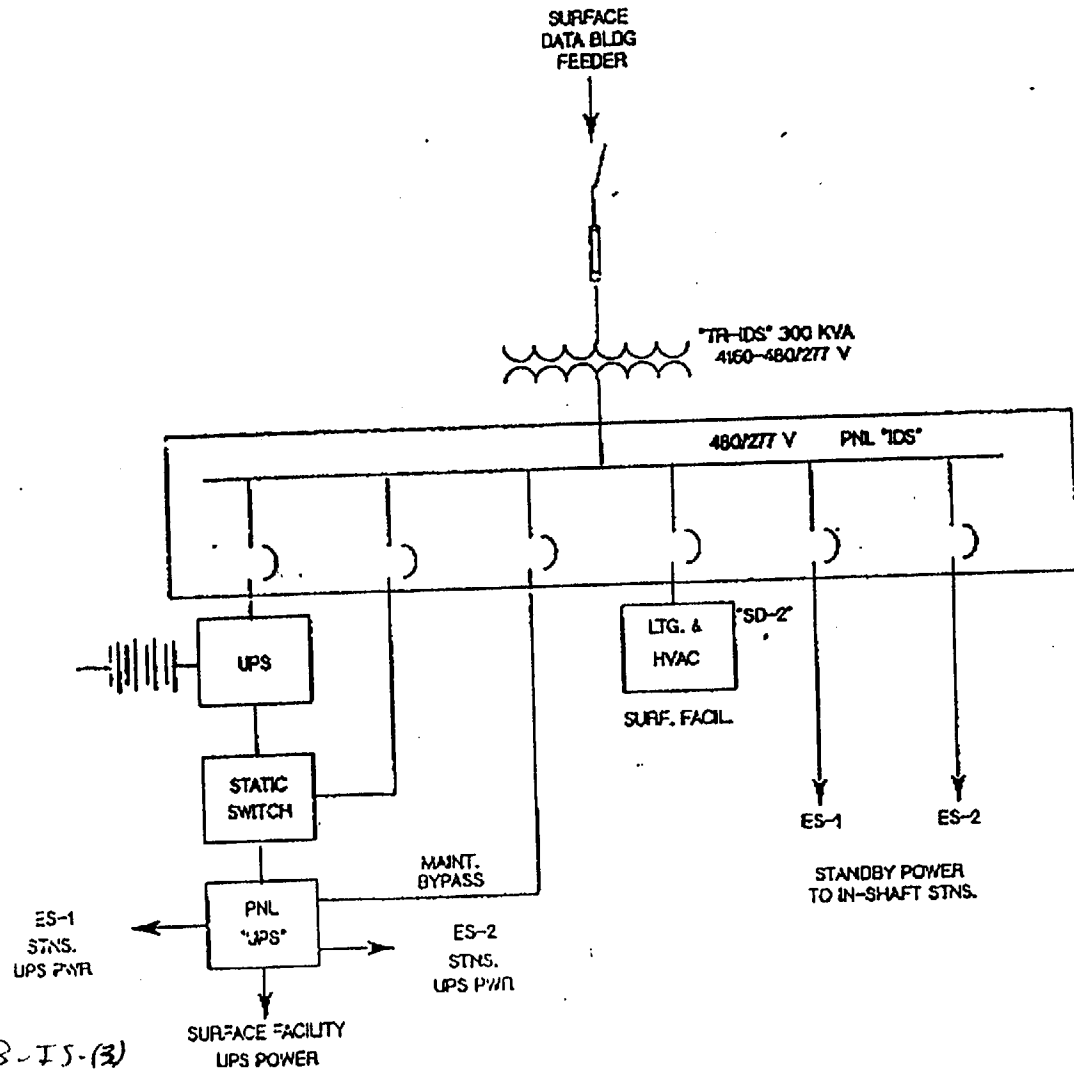 SURFACE
DATA BLDG
FEEDER
"TR-IDS" 300 KVA
4160-480/277 V
480/277 V PNL "IDS"
UPS
LTG. &
HVAC
"SD-2"
SURF. FACIL.
STATIC
SWITCH
ES-1
ES-2
MAINT.
BYPASS
STANDBY POWER
TO IN-SHAFT STNS.
PNL
"UPS"
ES-1
STNS.
UPS PWR
ES-2
STNS.
UPS PWR
SURFACE FACILITY
UPS POWER
-IS-(3)